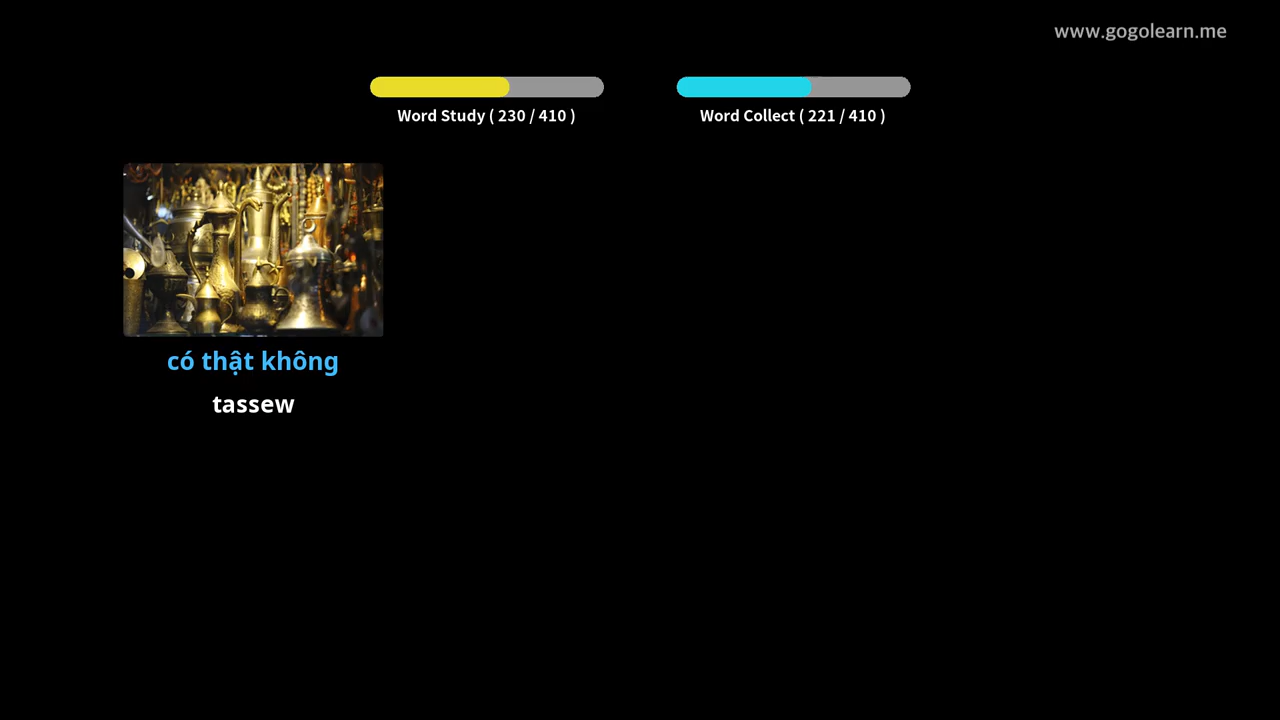 www.gogolearn.me
Word Study ( 230 / 410 )
Word Collect ( 221 / 410 )
có thật không
tassew